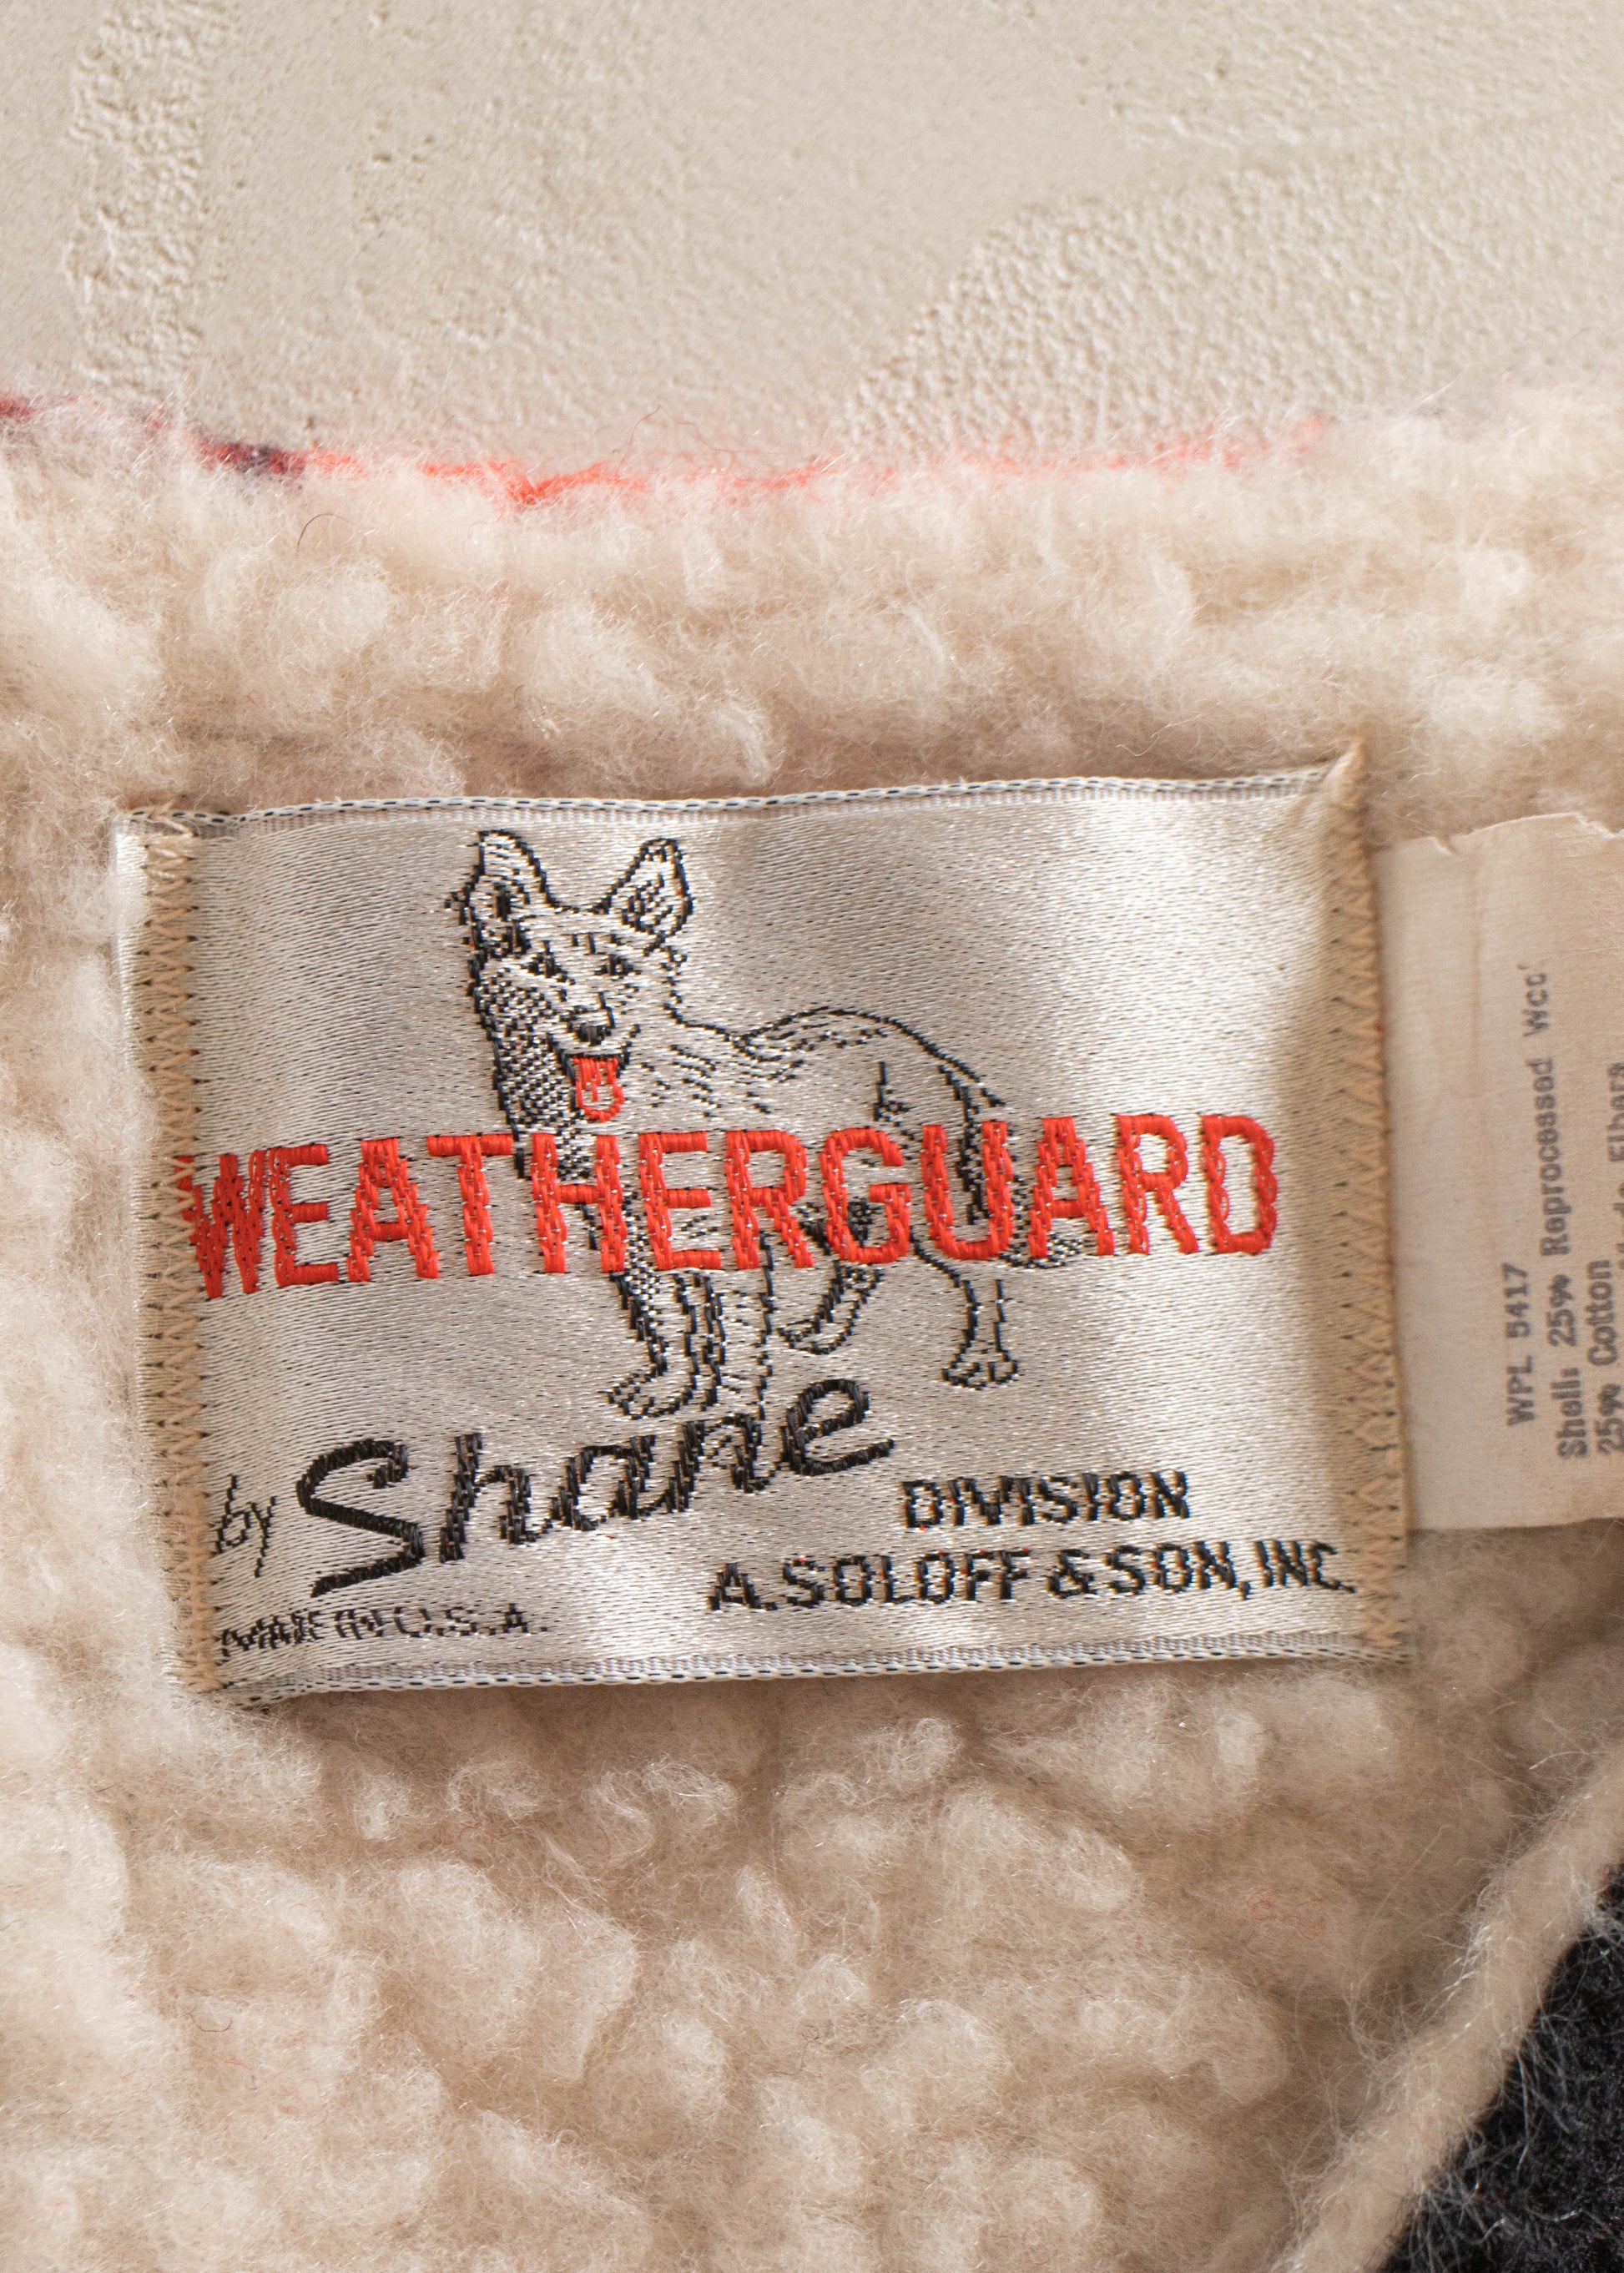 WEATHERGUARD
by Shane
DIVISION
A. SOLOFF & SON, INC.
MADE IN U.S.A.
WPL 5417
Shell: 25% Reprocessed
25% Cotton